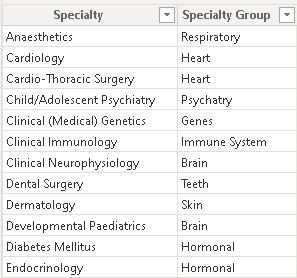 Specialty Specialty Group
Anaesthetics Respiratory
Cardiology Heart
Cardio-Thoracic Surgery Heart
Child/Adolescent Psychiatry Psychatry
Clinical (Medical) Genetics Genes
Clinical Immunology Immune System
Clinical Neurophysiology Brain
Dental Surgery Teeth
Dermatology Skin
Developmental Paediatrics Brain
Diabetes Mellitus Hormonal
Endocrinology Hormonal